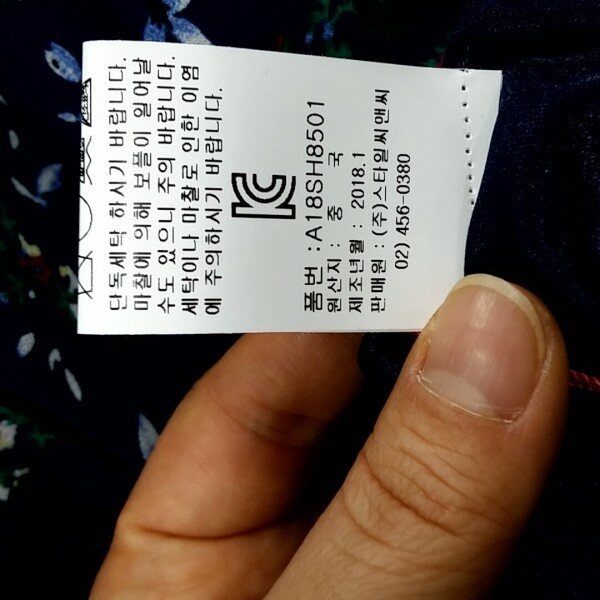 단독세탁 하시기 바랍니다.
마찰에 의해 보플이 일어날
수도 있으니 주의 바랍니다.
세탁이나 마찰도 인한 이염
에 주의하시기 바랍니다.
품번 : A18SH8501
원산지 : 중 국
제조년월 : 2018.1
판매원 : (주)스타일씨앤씨
02) 456-0380